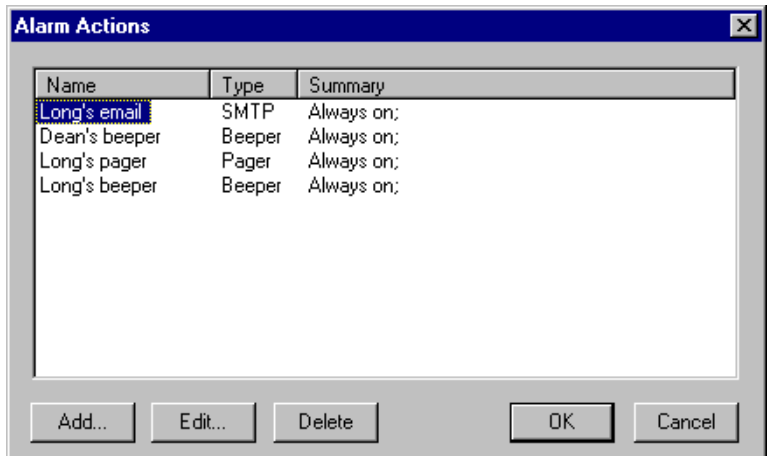 Alarm Actions
Name Type Summary
Long's email SMTP Always on;
Dean's beeper Beeper Always on;
Long's pager Pager Always on;
Long's beeper Beeper Always on;
Add... Edit... Delete OK Cancel